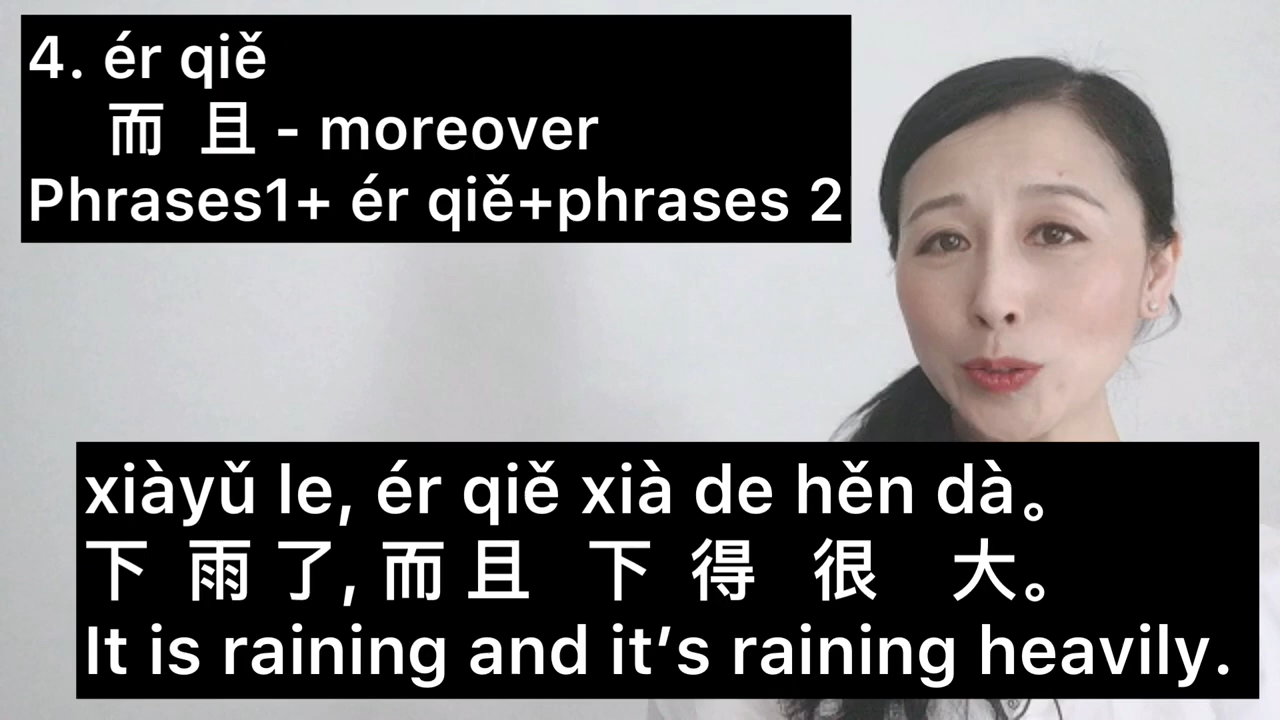 4. ér qiě
而 且 - moreover
Phrases1+ ér qiě+phrases 2
xiàyǔ le, ér qiě xià de hěn dà。
下 雨 了, 而 且 下 得 很 大。
It is raining and it’s raining heavily.